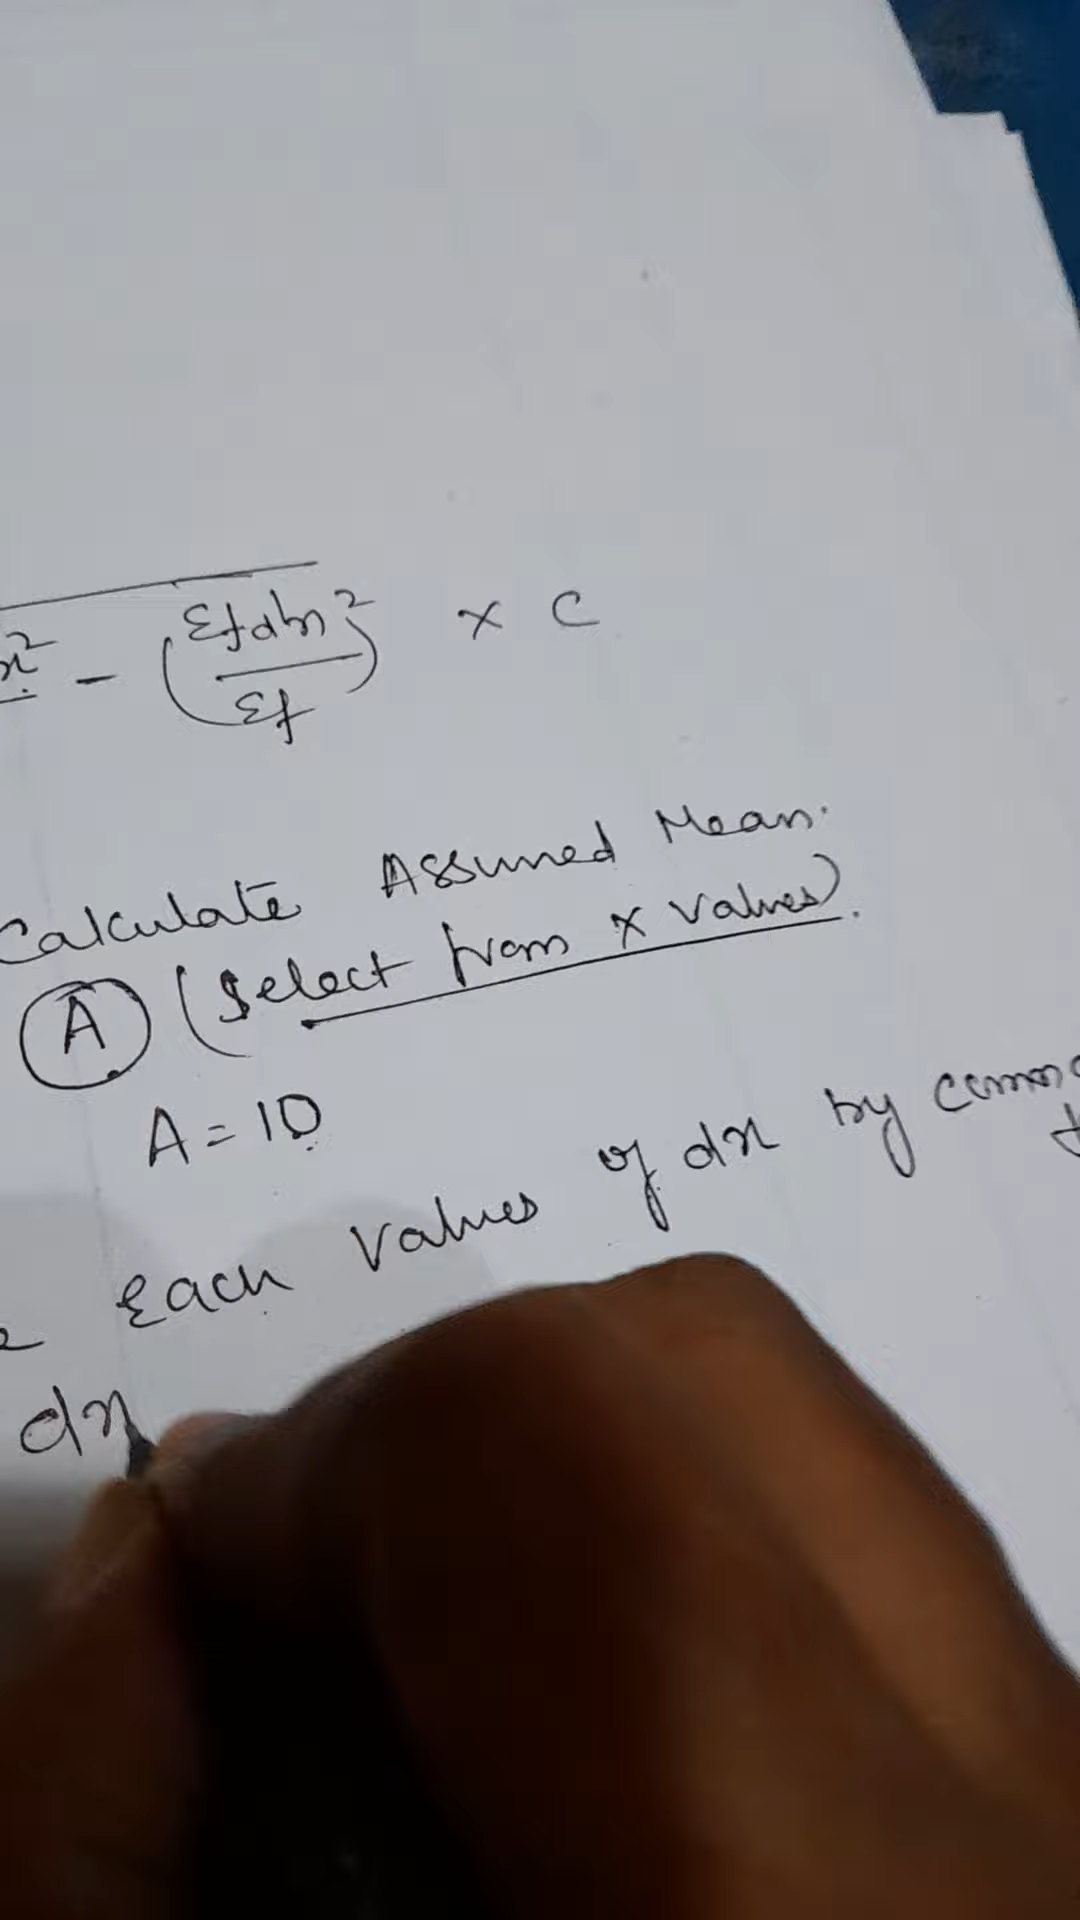 x² - (Σfdx/Σf)² × C
Calculate Assumed Mean.
A (Select from x values).
A = 10
Each values of dx by
dx